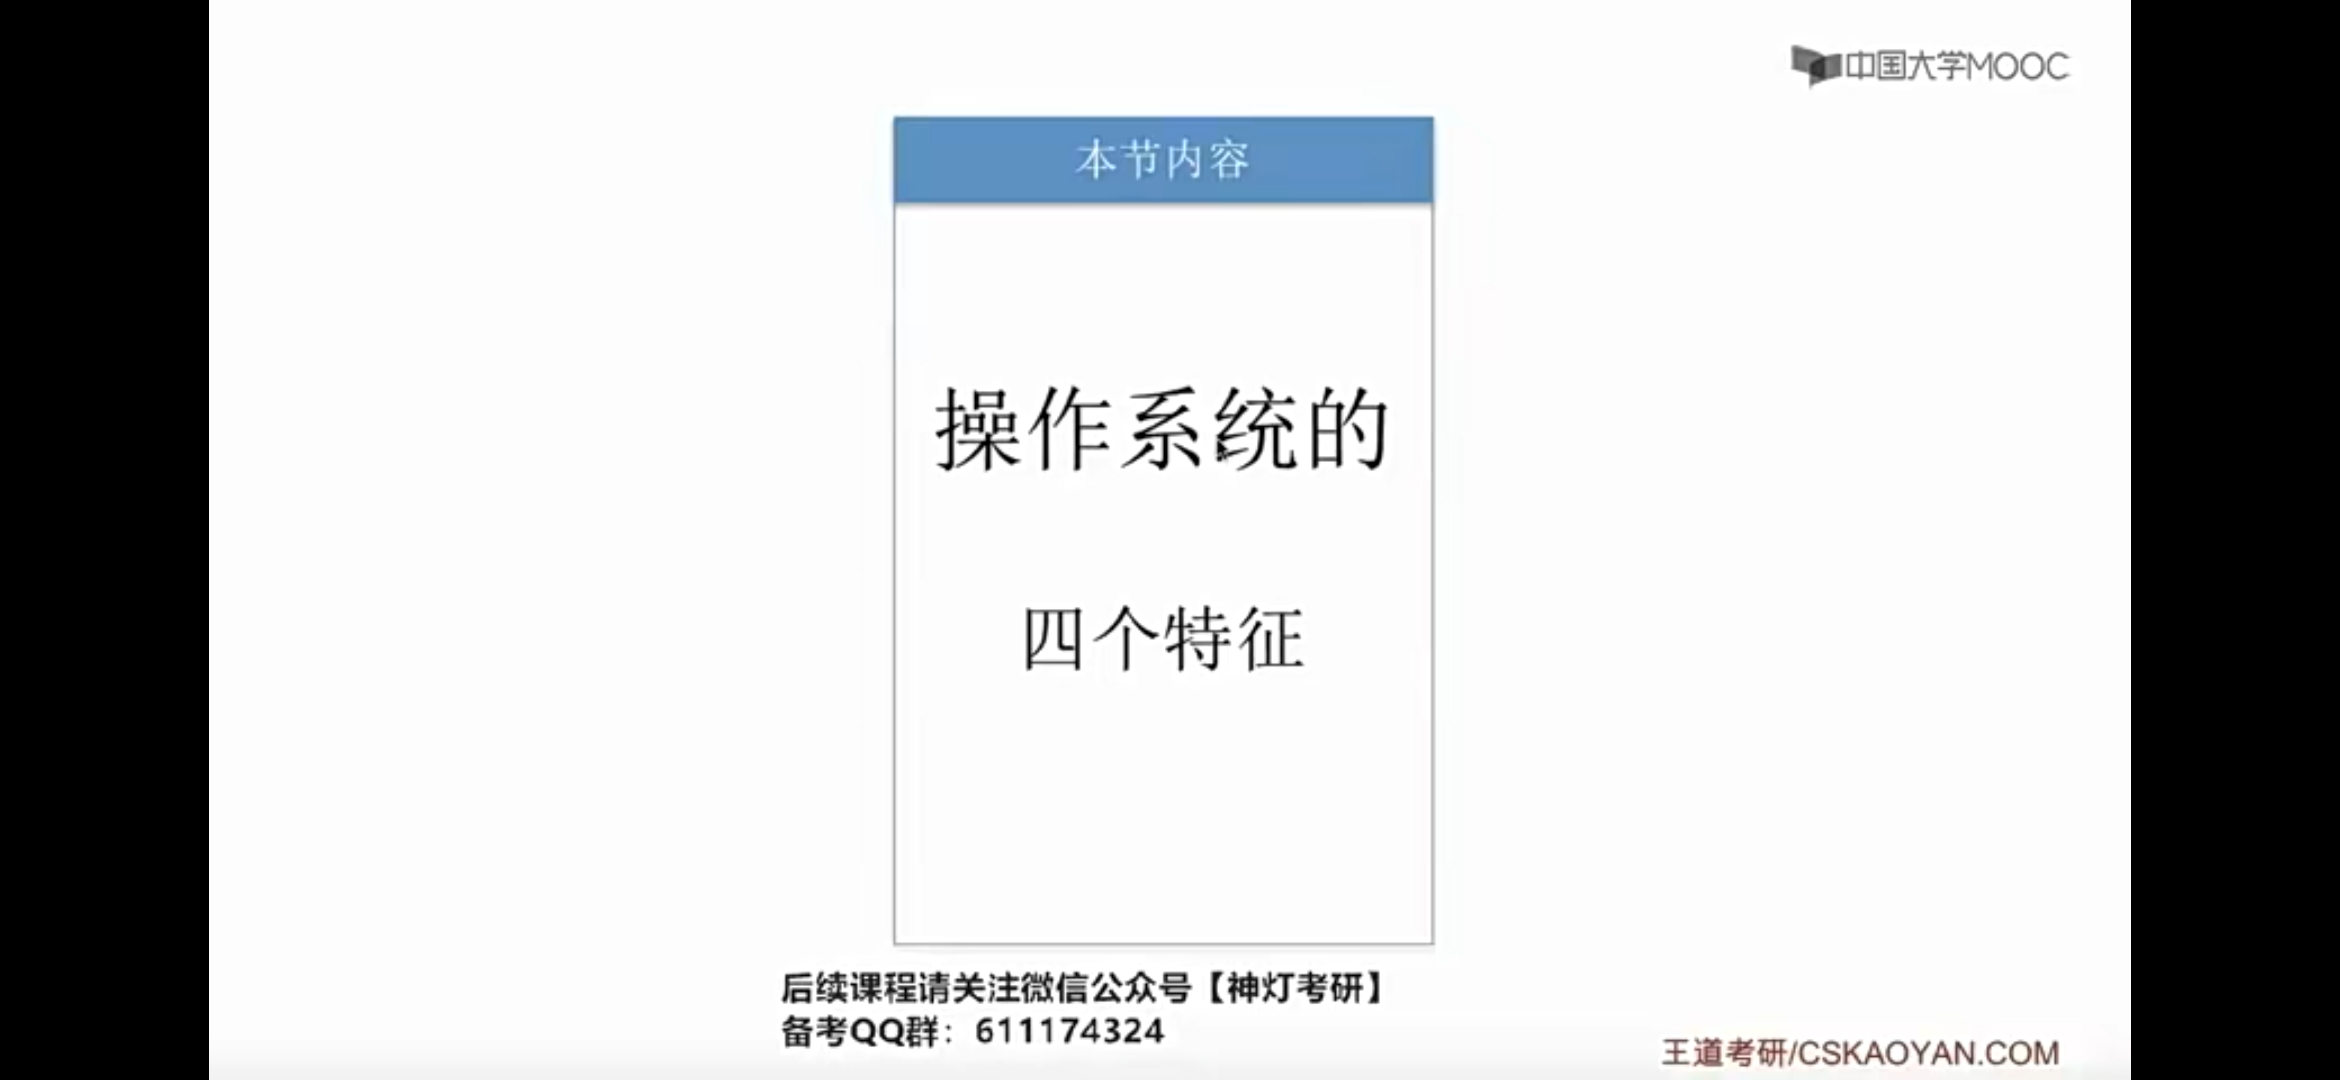 中国大学MOOC
本节内容
操作系统的
四个特征
后续课程请关注微信公众号【神灯考研】
备考QQ群：611174324
王道考研/CSKAOYAN.COM